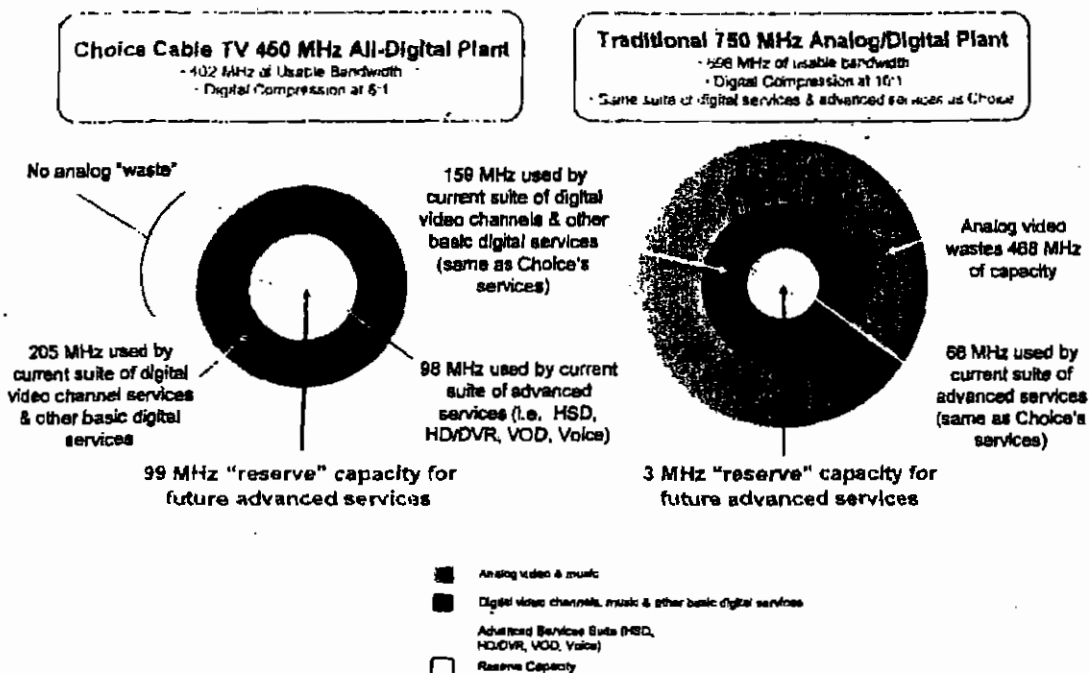 Choice Cable TV 450 MHz All-Digital Plant
· 402 MHz of Usable Bandwidth
· Digital Compression at 8:1
Traditional 750 MHz Analog/Digital Plant
· 698 MHz of usable bandwidth
· Digital Compression at 10:1
· Same suite of digital services & advanced services as Choice
No analog "waste"
205 MHz used by
current suite of digital
video channel services
& other basic digital
services
159 MHz used by
current suite of digital
video channels & other
basic digital services
(same as Choice's
services)
98 MHz used by current
suite of advanced
services (i.e. HSD,
HD/DVR, VOD, Voice)
99 MHz "reserve" capacity for
future advanced services
Analog video
wastes 468 MHz
of capacity
68 MHz used by
current suite of
advanced services
(same as Choice's
services)
3 MHz "reserve" capacity for
future advanced services
Analog video & music
Digital video channels, music & other basic digital services
Advanced Services Suite (HSD,
HD/DVR, VOD, Voice)
Reserve Capacity